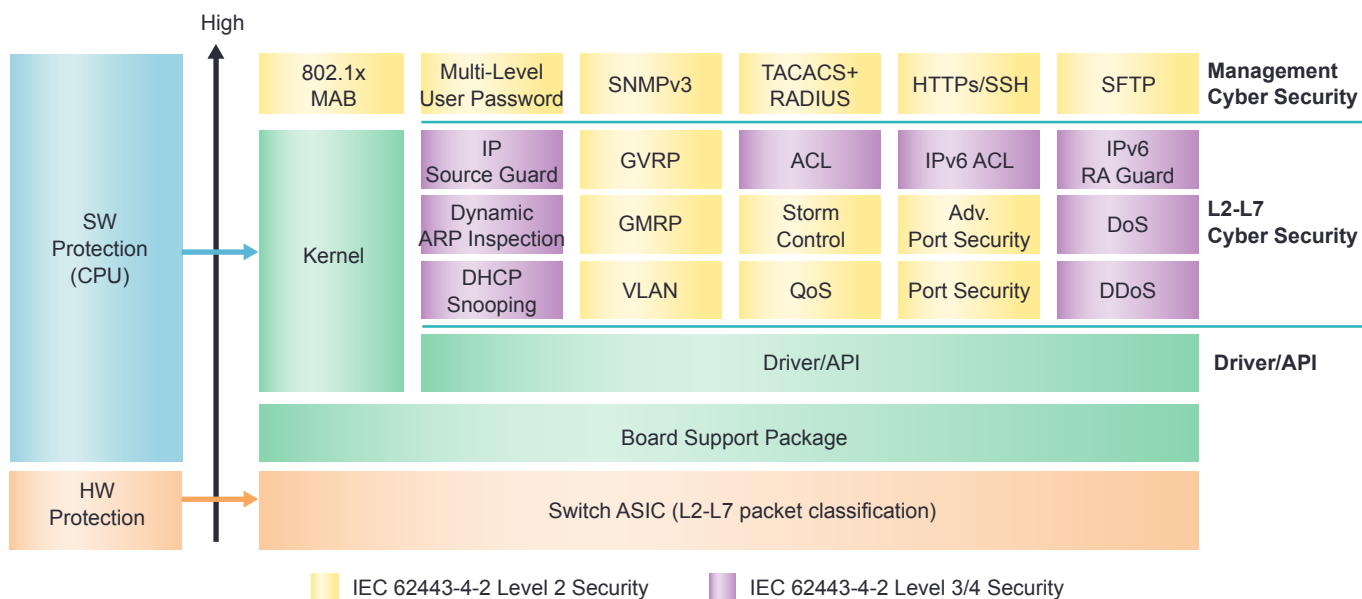 High
802.1x
MAB
Multi-Level
User Password
SNMPv3
TACACS+
RADIUS
HTTPs/SSH
SFTP
Management
Cyber Security
SW
Protection
(CPU)
Kernel
IP
Source Guard
GVRP
ACL
IPv6 ACL
IPv6
RA Guard
Dynamic
ARP Inspection
GMRP
Storm
Control
Adv.
Port Security
DoS
L2-L7
Cyber Security
DHCP
Snooping
VLAN
QoS
Port Security
DDoS
Driver/API
Driver/API
Board Support Package
HW
Protection
Switch ASIC (L2-L7 packet classification)
IEC 62443-4-2 Level 2 Security
IEC 62443-4-2 Level 3/4 Security